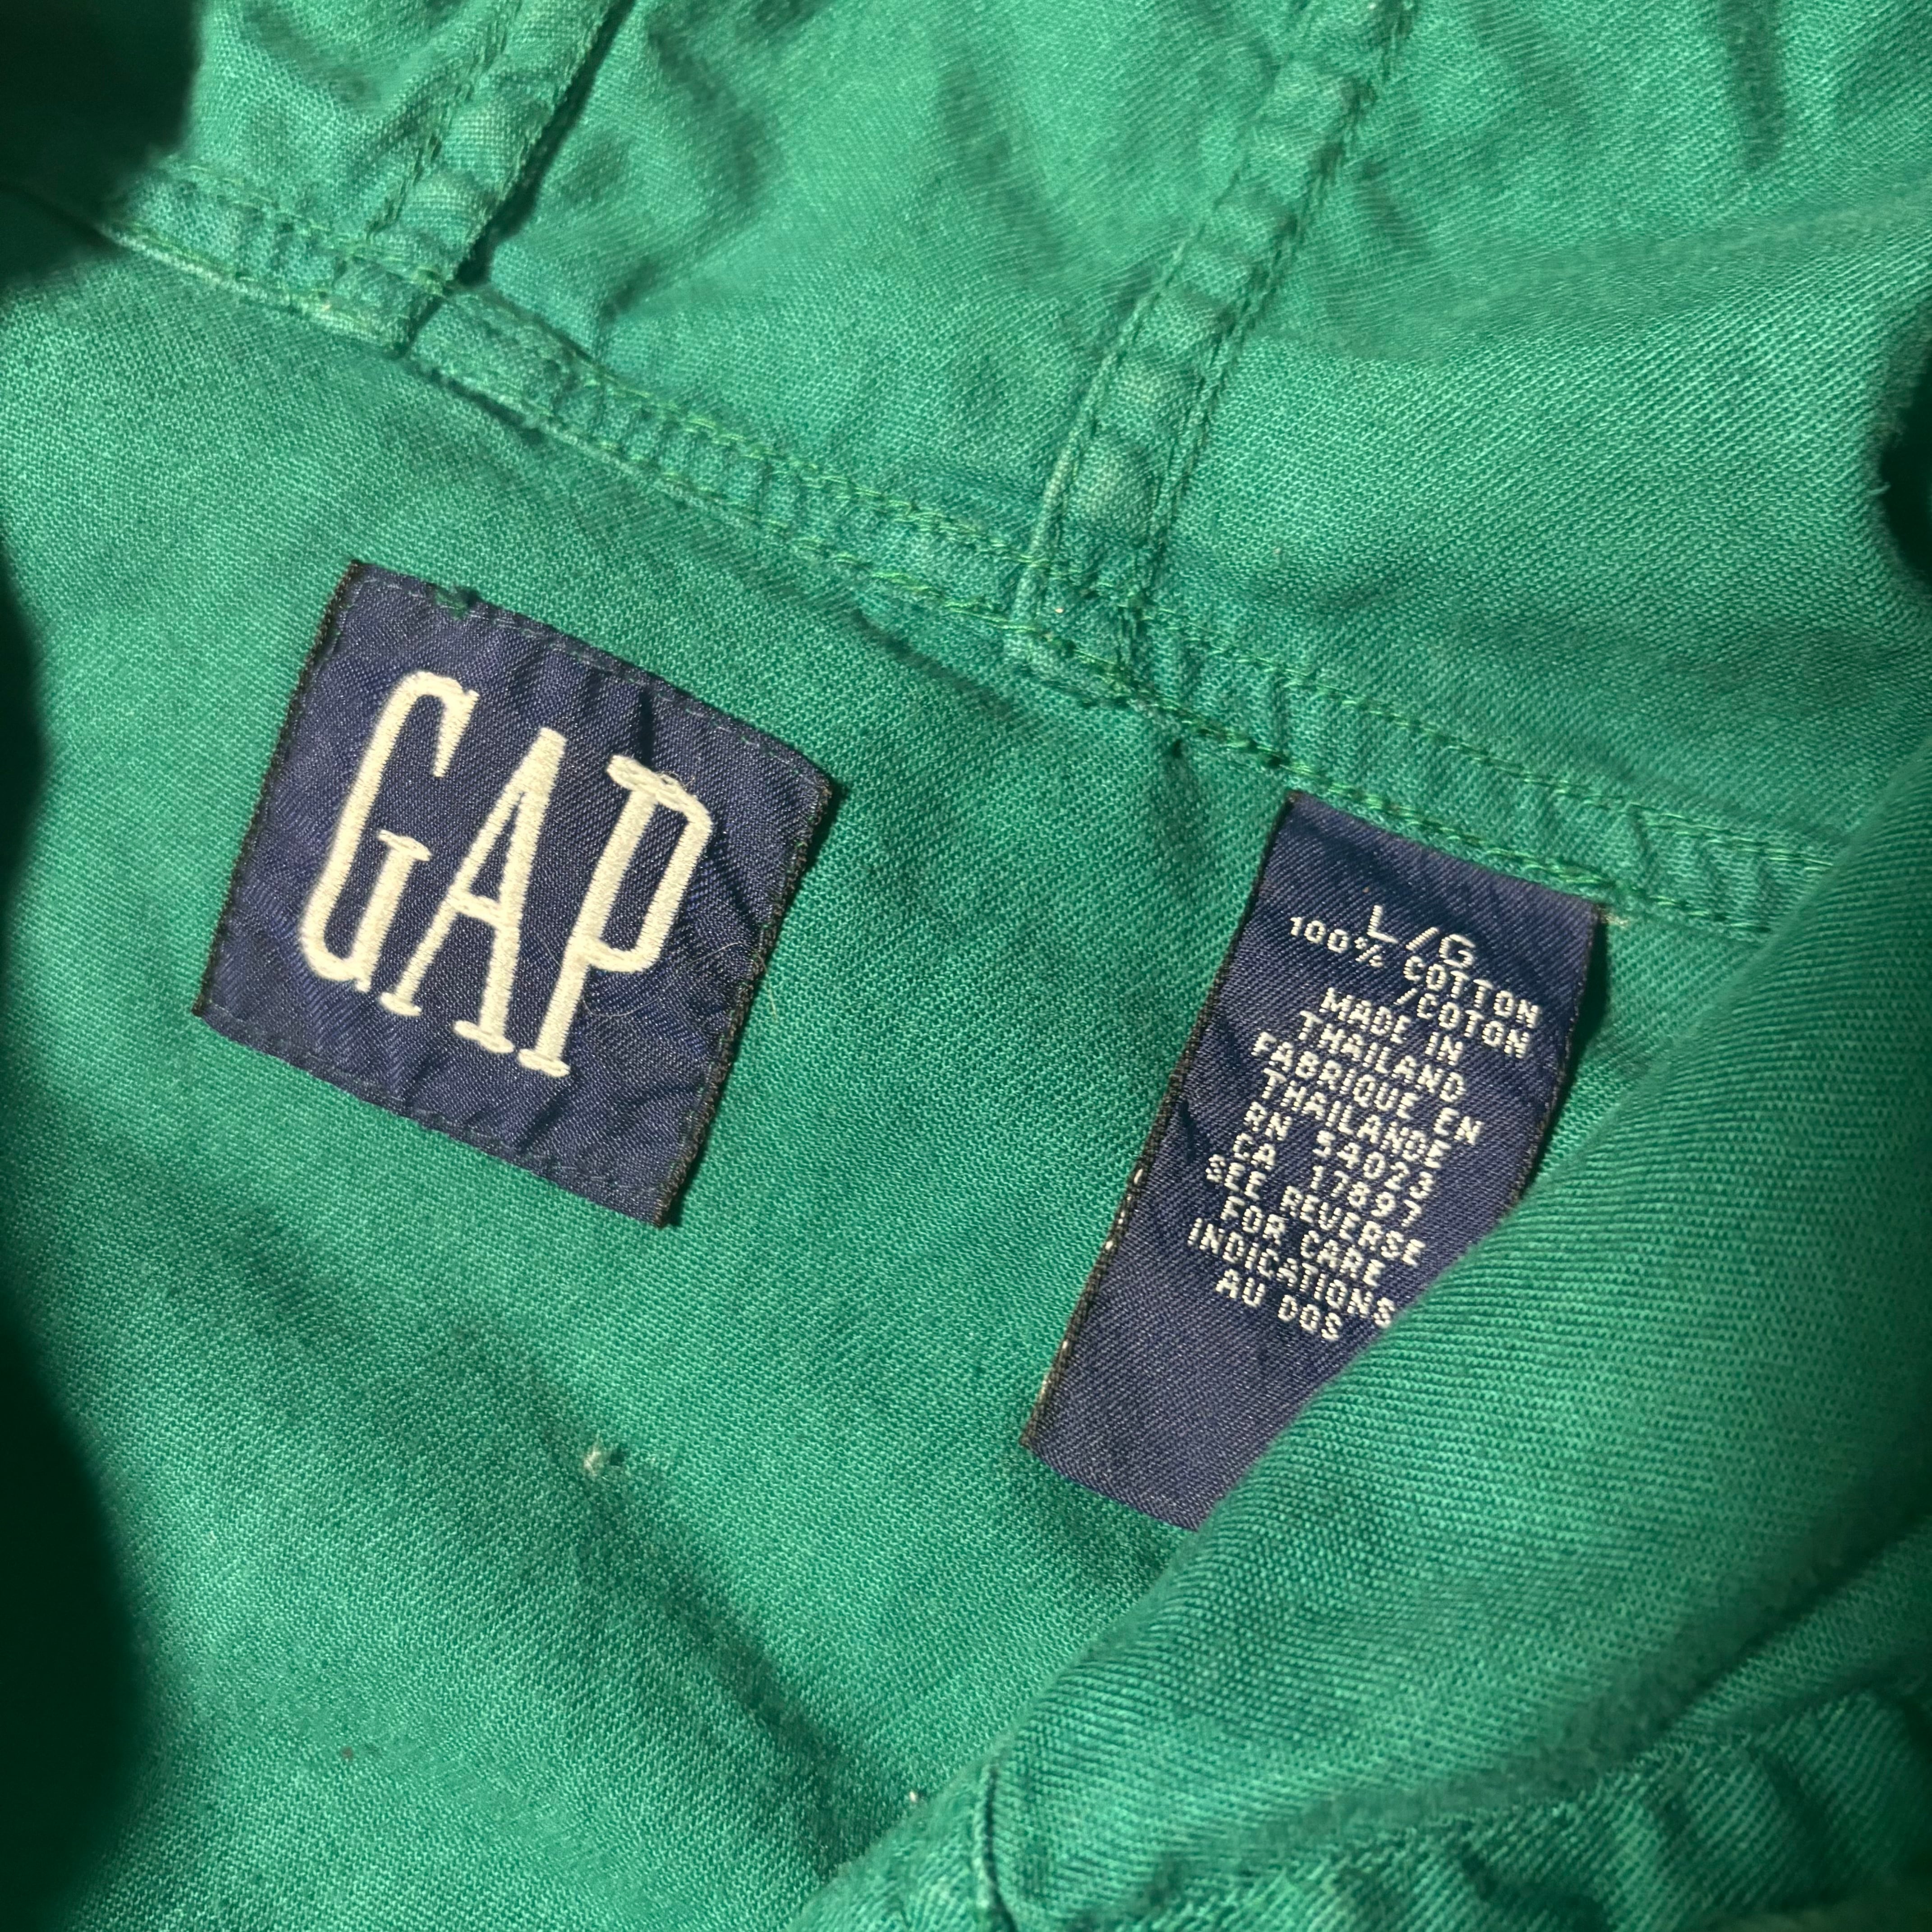 GAP
L/G
100% COTTON
/COTON
MADE IN
THAILAND
FABRIQUE EN
THAILANDE
RN 54023
CA 17897
SEE REVERSE
FOR CARE
INDICATIONS
AU DOS